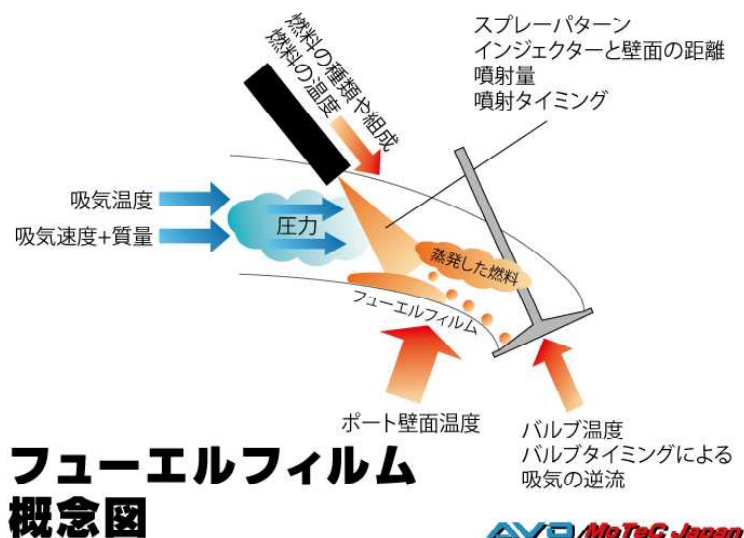 燃料の種類や組成
燃料の温度
スプレーパターン
インジェクターと壁面の距離
噴射量
噴射タイミング
吸気温度
吸気速度+質量
圧力
蒸発した燃料
フューエルフィルム
ポート壁面温度
バルブ温度
バルブタイミングによる
吸気の逆流
フューエルフィルム
概念図
AVO/MoTeC Japan